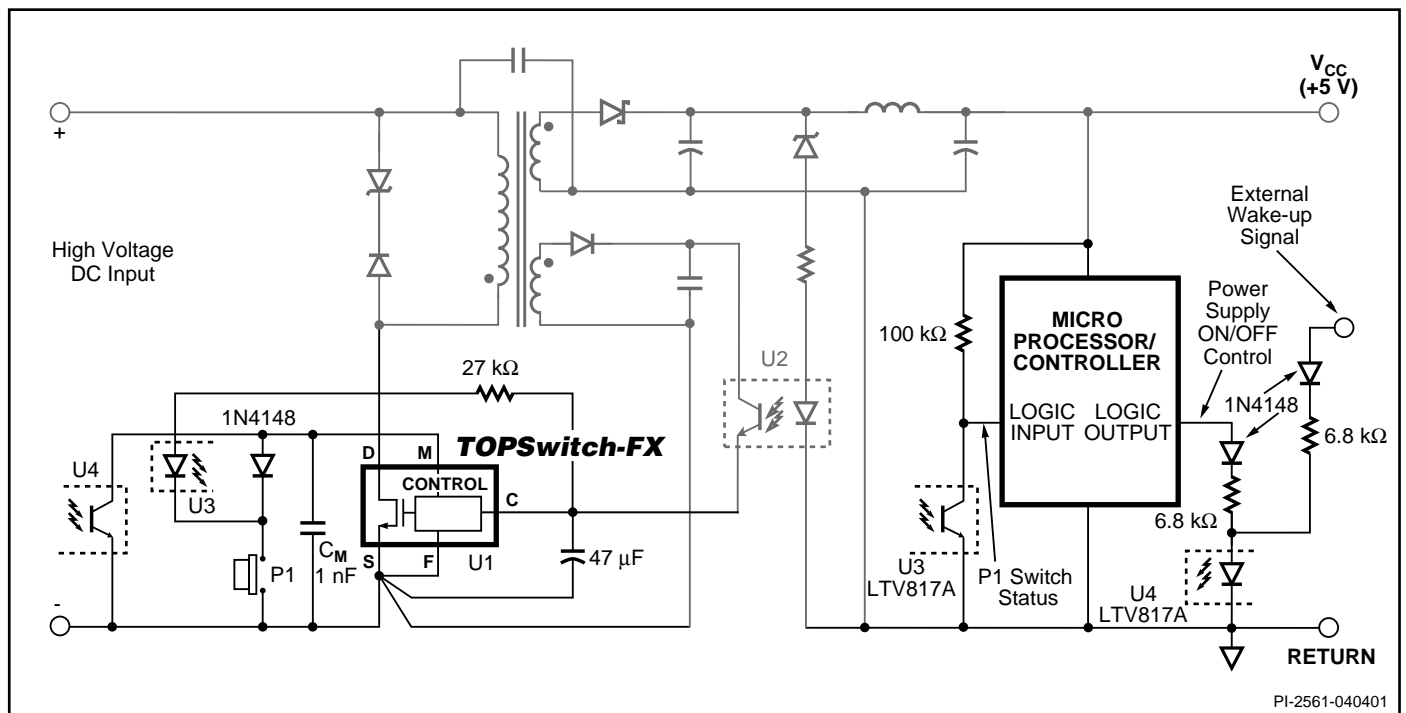 V_CC
(+5 V)
+
High Voltage
DC Input
External
Wake-up
Signal
Power
Supply
ON/OFF
Control
MICRO
PROCESSOR/
CONTROLLER
100 kΩ
U2
27 kΩ
1N4148
LOGIC
INPUT
LOGIC
OUTPUT
1N4148
6.8 kΩ
TOPSwitch-FX
D
M
CONTROL
C
U4
U3
6.8 kΩ
C_M
1 nF
P1
S
F
U1
47 µF
U3
LTV817A
P1 Switch
Status
U4
LTV817A
-
RETURN
PI-2561-040401